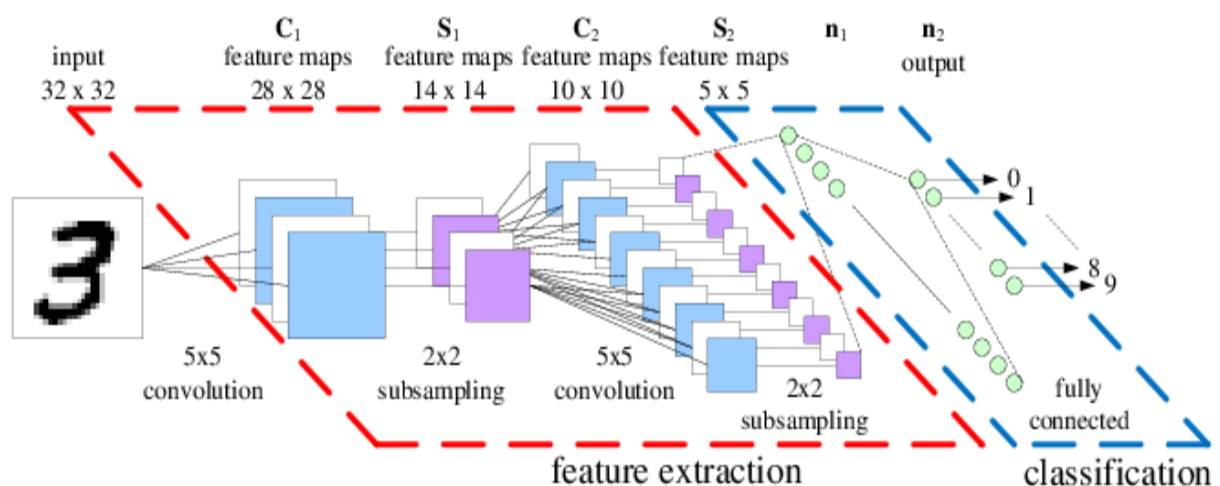 input
32 x 32
C₁
feature maps
28 x 28
S₁
feature maps
14 x 14
C₂
feature maps
10 x 10
S₂
feature maps
5 x 5
n₁
n₂
output
3
0
1
8
9
5x5
convolution
2x2
subsampling
5x5
convolution
2x2
subsampling
fully
connected
feature extraction
classification